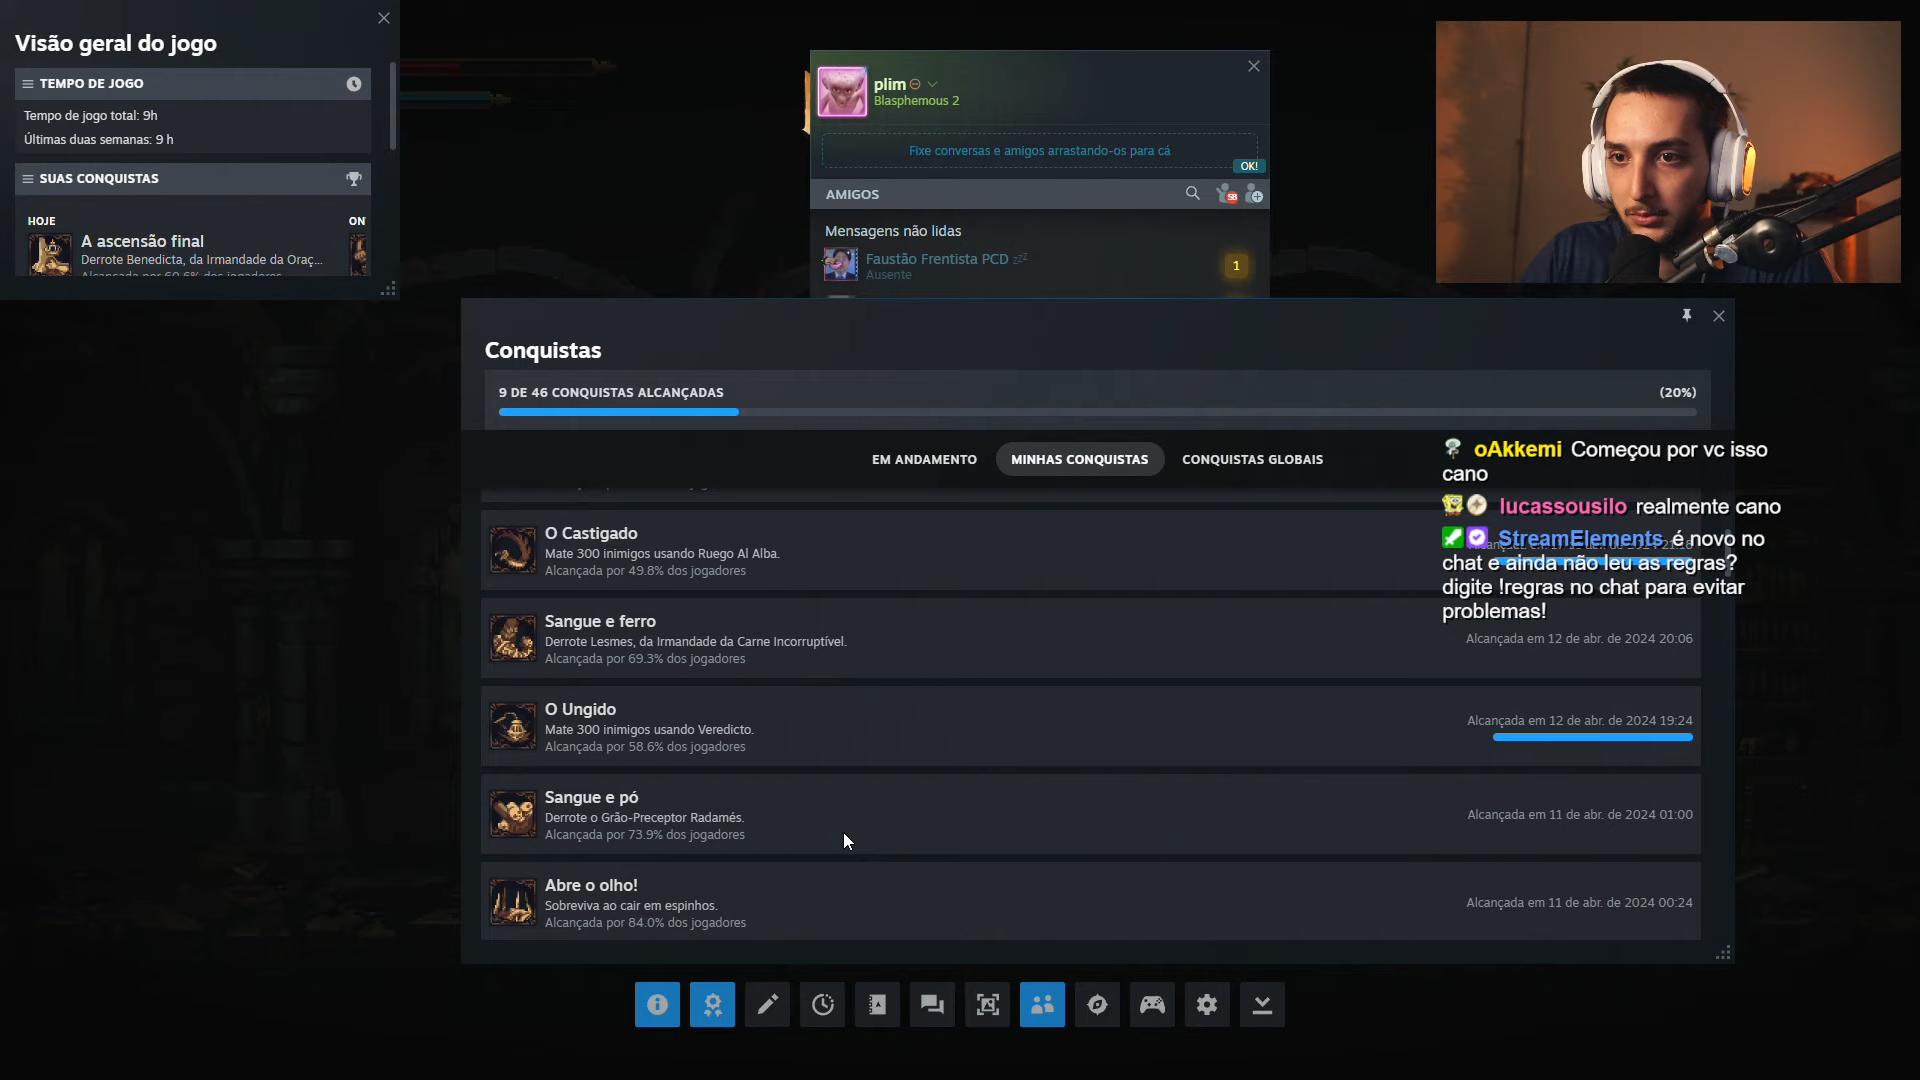 Visão geral do jogo
TEMPO DE JOGO
Tempo de jogo total: 9h
Últimas duas semanas: 9 h
SUAS CONQUISTAS
HOJE
ON
A ascensão final
Derrote Benedicta, da Irmandade da Oraç...
Alcançada por 60.6% dos jogadores
plim
Blasphemous 2
Fixe conversas e amigos arrastando-os para cá
OK!
AMIGOS
58
Mensagens não lidas
Faustão Frentista PCD zzz
Ausente
1
Conquistas
9 DE 46 CONQUISTAS ALCANÇADAS
(20%)
EM ANDAMENTO
MINHAS CONQUISTAS
CONQUISTAS GLOBAIS
O Castigado
Mate 300 inimigos usando Ruego Al Alba.
Alcançada por 49.8% dos jogadores
Sangue e ferro
Derrote Lesmes, da Irmandade da Carne Incorruptível.
Alcançada por 69.3% dos jogadores
Alcançada em 12 de abr. de 2024 20:06
O Ungido
Mate 300 inimigos usando Veredicto.
Alcançada por 58.6% dos jogadores
Alcançada em 12 de abr. de 2024 19:24
Sangue e pó
Derrote o Grão-Preceptor Radamés.
Alcançada por 73.9% dos jogadores
Alcançada em 11 de abr. de 2024 01:00
Abre o olho!
Sobreviva ao cair em espinhos.
Alcançada por 84.0% dos jogadores
Alcançada em 11 de abr. de 2024 00:24
oAkkemi Começou por vc isso
cano
lucassousilo realmente cano
StreamElements é novo no
chat e ainda não leu as regras?
digite !regras no chat para evitar
problemas!